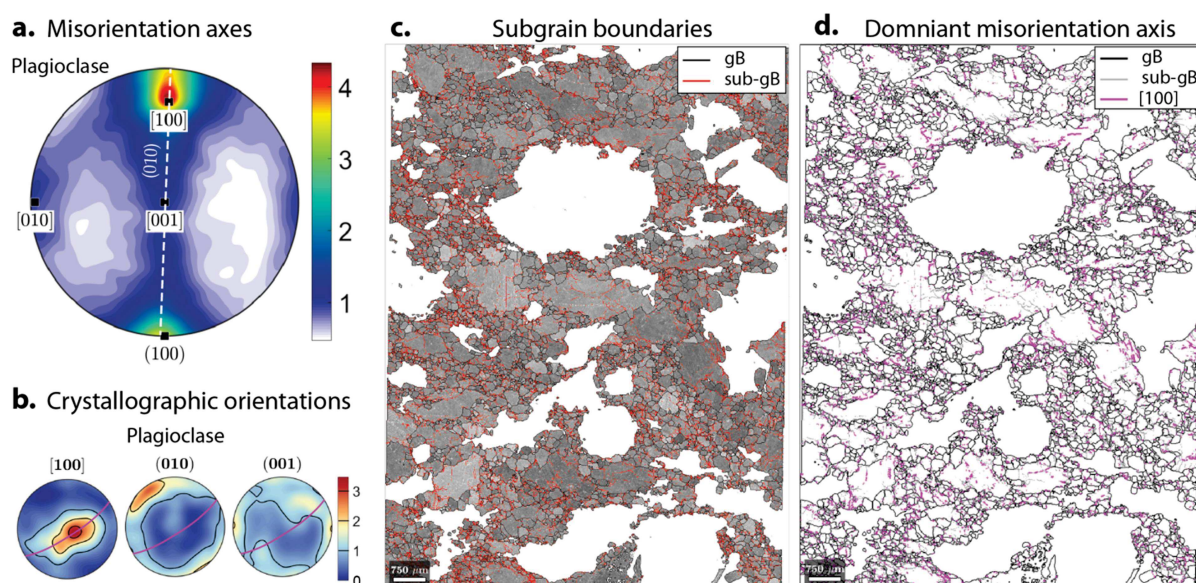 a. Misorientation axes
Plagioclase
[100]
(010)
[010]
[001]
(100)
4
3
2
1
b. Crystallographic orientations
Plagioclase
[100]
(010)
(001)
3
2
1
0
c. Subgrain boundaries
gB
sub-gB
750 μm
d. Domniant misorientation axis
gB
sub-gB
[100]
750 μm